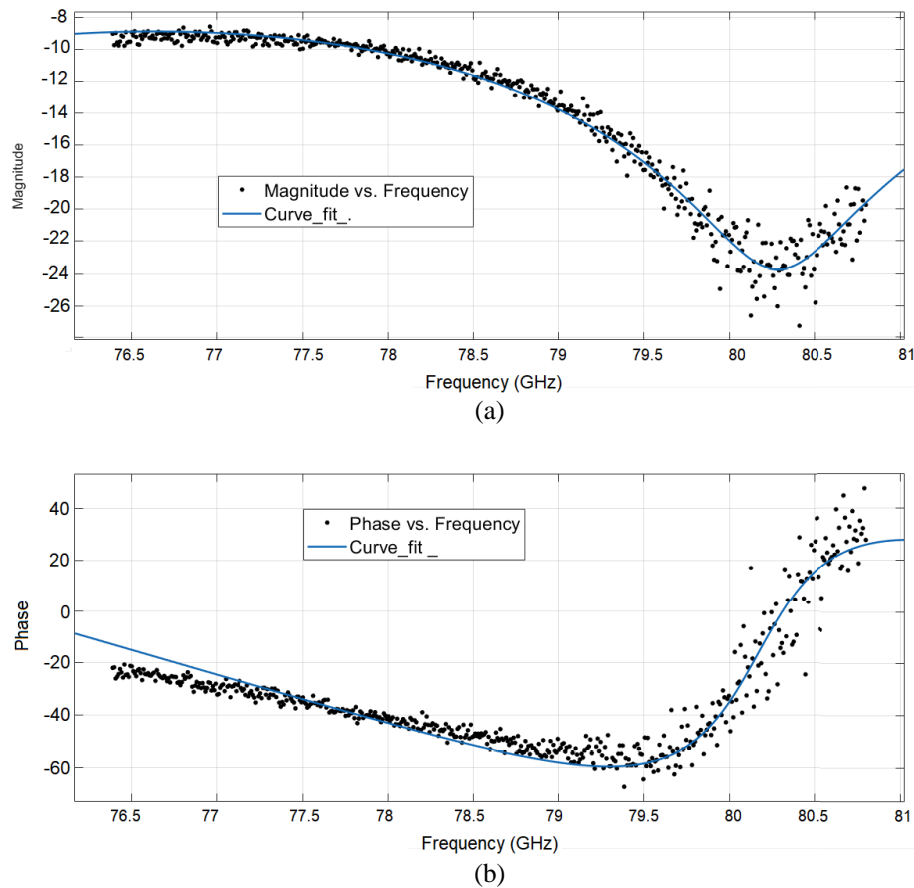 -8
-10
-12
-14
-16
-18
-20
-22
-24
-26
Magnitude
Magnitude vs. Frequency
Curve_fit_.
76.5 77 77.5 78 78.5 79 79.5 80 80.5 81
Frequency (GHz)
(a)
40
20
0
-20
-40
-60
Phase
Phase vs. Frequency
Curve_fit _
76.5 77 77.5 78 78.5 79 79.5 80 80.5 81
Frequency (GHz)
(b)